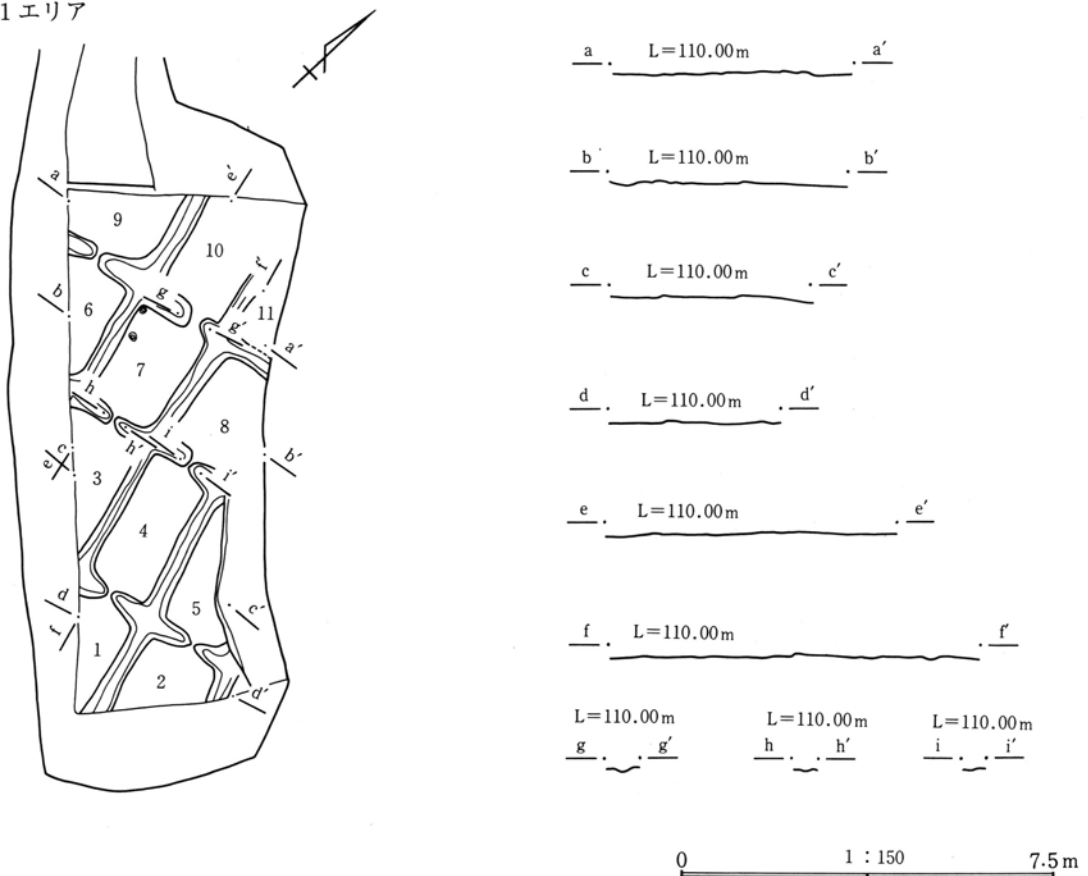 1エリア
a
e′
9
10
f′
b
g
6
11
g′
a′
7
h
i
8
h′
c
e
b′
3
i′
4
d
5
c′
f
1
2
d′
a L=110.00m a′
b L=110.00m b′
c L=110.00m c′
d L=110.00m d′
e L=110.00m e′
f L=110.00m f′
L=110.00m L=110.00m L=110.00m
g g′ h h′ i i′
0 1：150 7.5m